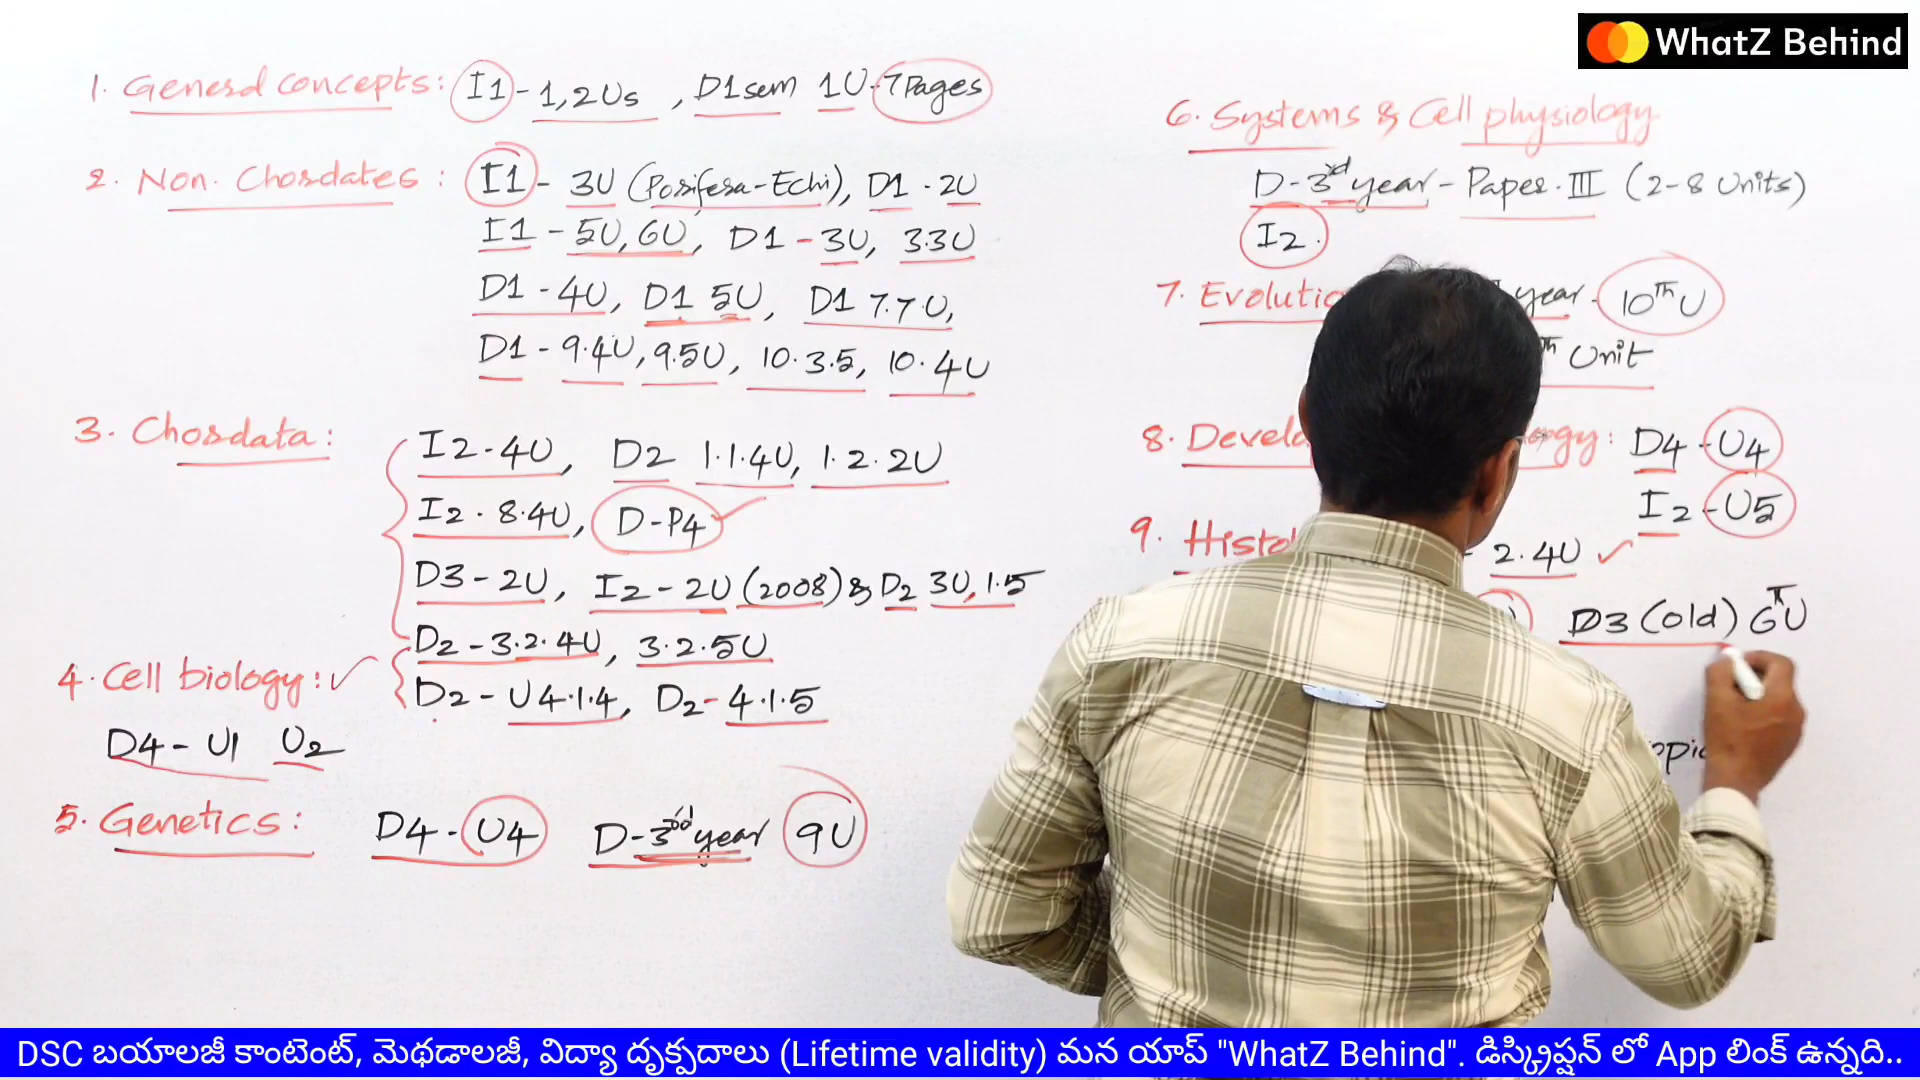 WhatZ Behind
1. General concepts: I1 - 1,2Us , D1sem 1U-7Pages
2. Non. Chordates : I1 - 3U (Porifera-Echi), D1 - 2U
I1 - 5U, 6U, D1 - 3U, 3.3U
D1 - 4U, D1 5U, D1 7.7U,
D1 - 9.4U, 9.5U, 10.3.5, 10.4U
3. Chordata :
I2-4U, D2 1.1.4U, 1.2.2U
I2 - 8.4U, D-P4
D3-2U, I2-2U (2008) & D2 3U, 1.5
D2-3.2.4U, 3.2.5U
4. Cell biology :
D2 - U4.1.4, D2-4.1.5
D4 - U1 U2
5. Genetics : D4-U4 D-3rd year 9U
6. Systems & Cell physiology
D-3rd year - Paper-III (2-8 Units)
I2.
7. year - 10th U
th Unit
8. : D4-U4
I2-U5
9. 2.4U
D3 (old) 6th U
DSC బయాలజీ కాంటెంట్, మెథడాలజీ, విద్యా దృక్పదాలు (Lifetime validity) మన యాప్ "WhatZ Behind". డిస్క్రిప్షన్ లో App లింక్ ఉన్నది..